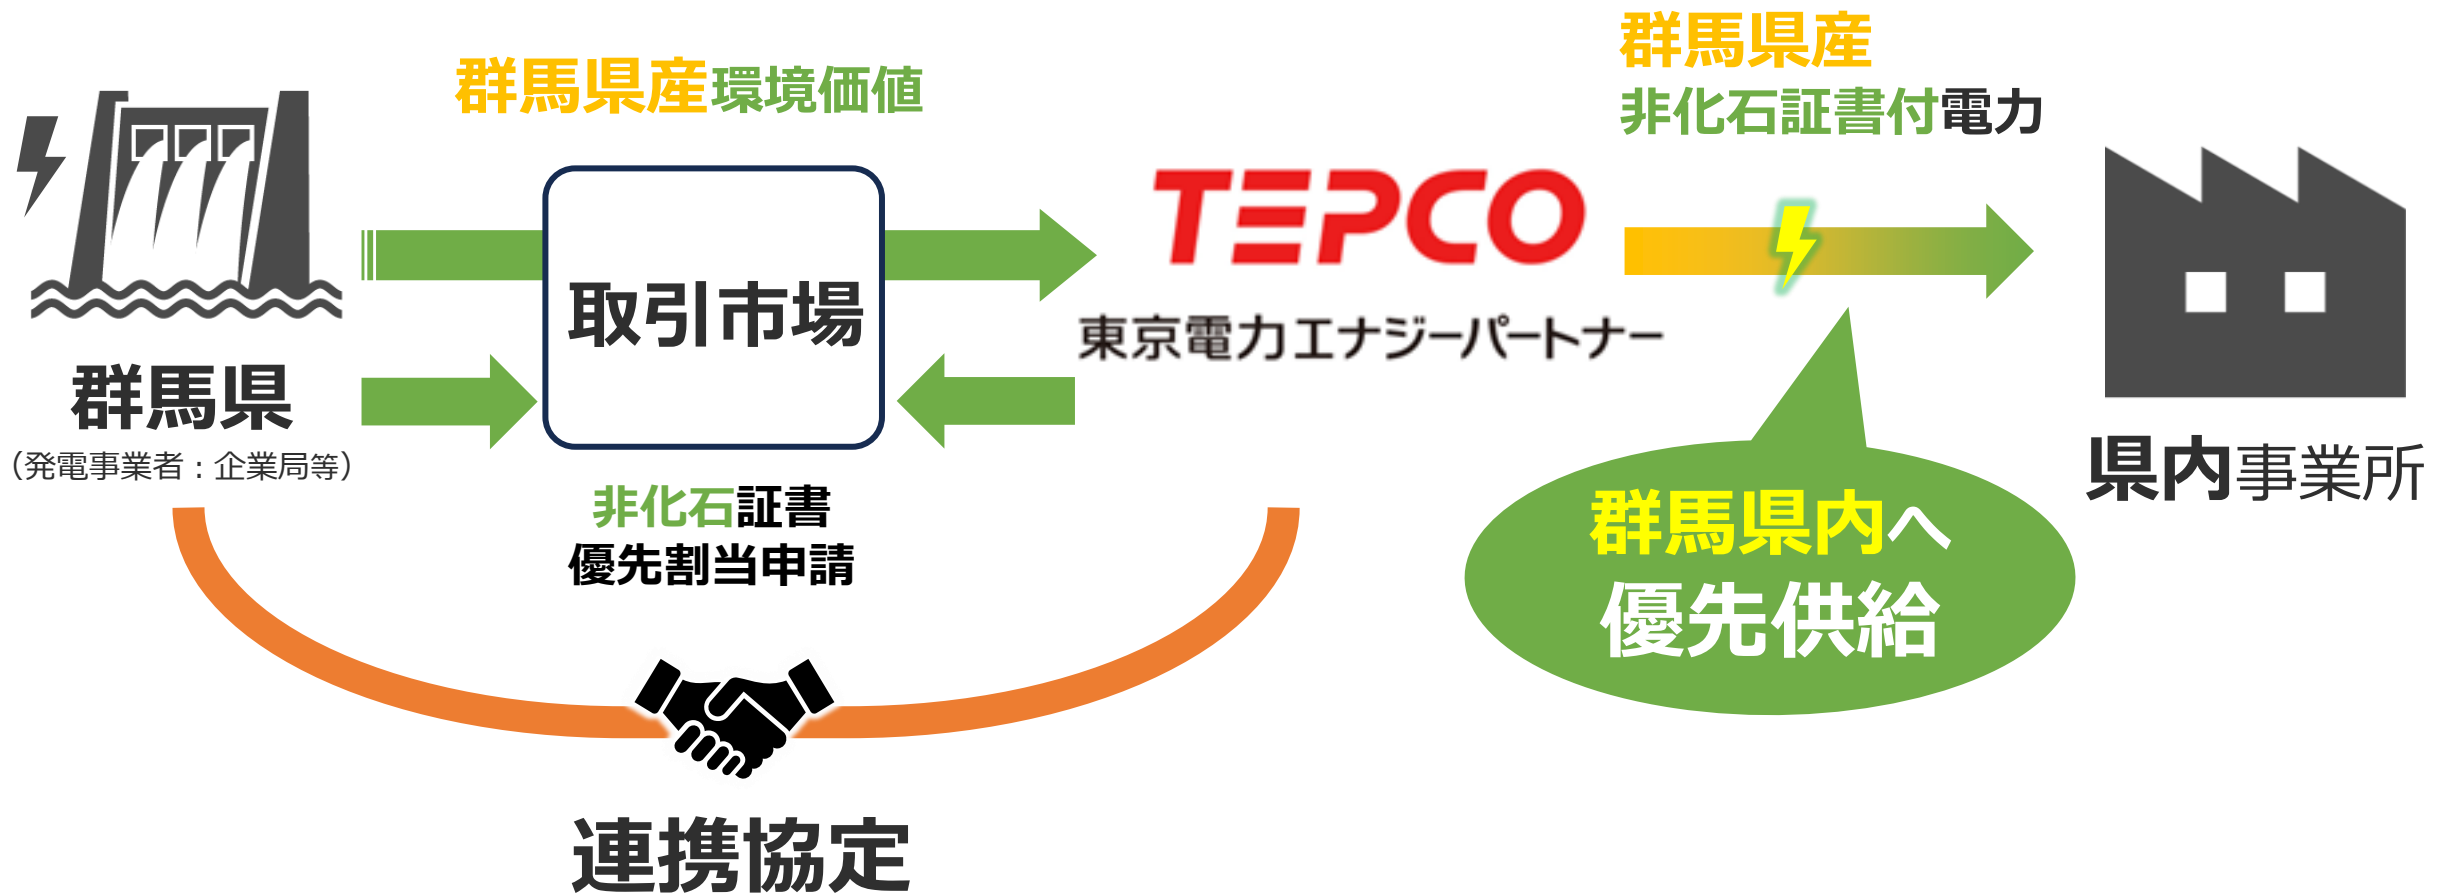 群馬県産環境価値
群馬県産
非化石証書付電力
TEPCO
取引市場
東京電力エナジーパートナー
群馬県
（発電事業者：企業局等）
県内事業所
非化石証書
優先割当申請
群馬県内へ
優先供給
連携協定